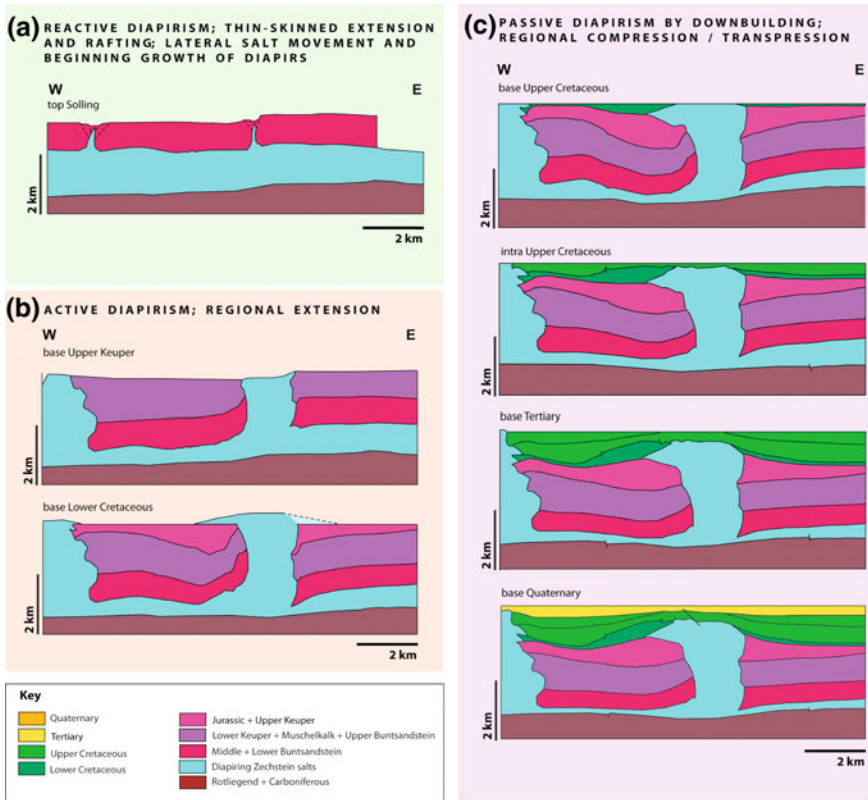 (a) REACTIVE DIAPIRISM; THIN-SKINNED EXTENSION
AND RAFTING; LATERAL SALT MOVEMENT AND
BEGINNING GROWTH OF DIAPIRS
W E
top Solling
2 km
2 km
(b) ACTIVE DIAPIRISM; REGIONAL EXTENSION
W E
base Upper Keuper
2 km
base Lower Cretaceous
2 km
2 km
Key
Quaternary
Tertiary
Upper Cretaceous
Lower Cretaceous
Jurassic + Upper Keuper
Lower Keuper + Muschelkalk + Upper Buntsandstein
Middle + Lower Buntsandstein
Diapiring Zechstein salts
Rotliegend + Carboniferous
(c) PASSIVE DIAPIRISM BY DOWNBUILDING;
REGIONAL COMPRESSION / TRANSPRESSION
W E
base Upper Cretaceous
2 km
intra Upper Cretaceous
2 km
base Tertiary
2 km
base Quaternary
2 km
2 km